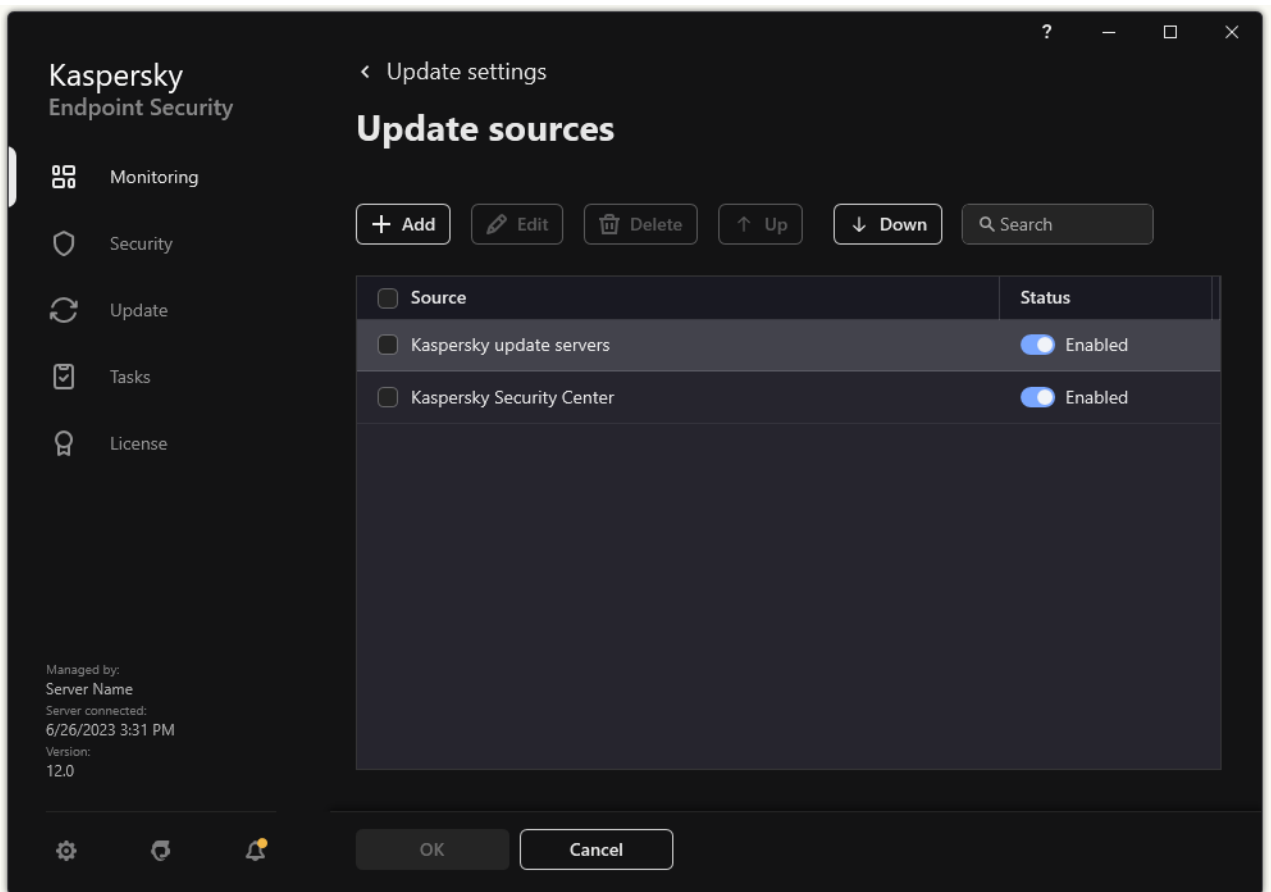 ?
Kaspersky
Endpoint Security
Update settings
Update sources
Monitoring
Security
Update
Tasks
License
Add Edit Delete Up Down Search
Source Status
Kaspersky update servers Enabled
Kaspersky Security Center Enabled
Managed by:
Server Name
Server connected:
6/26/2023 3:31 PM
Version:
12.0
OK Cancel